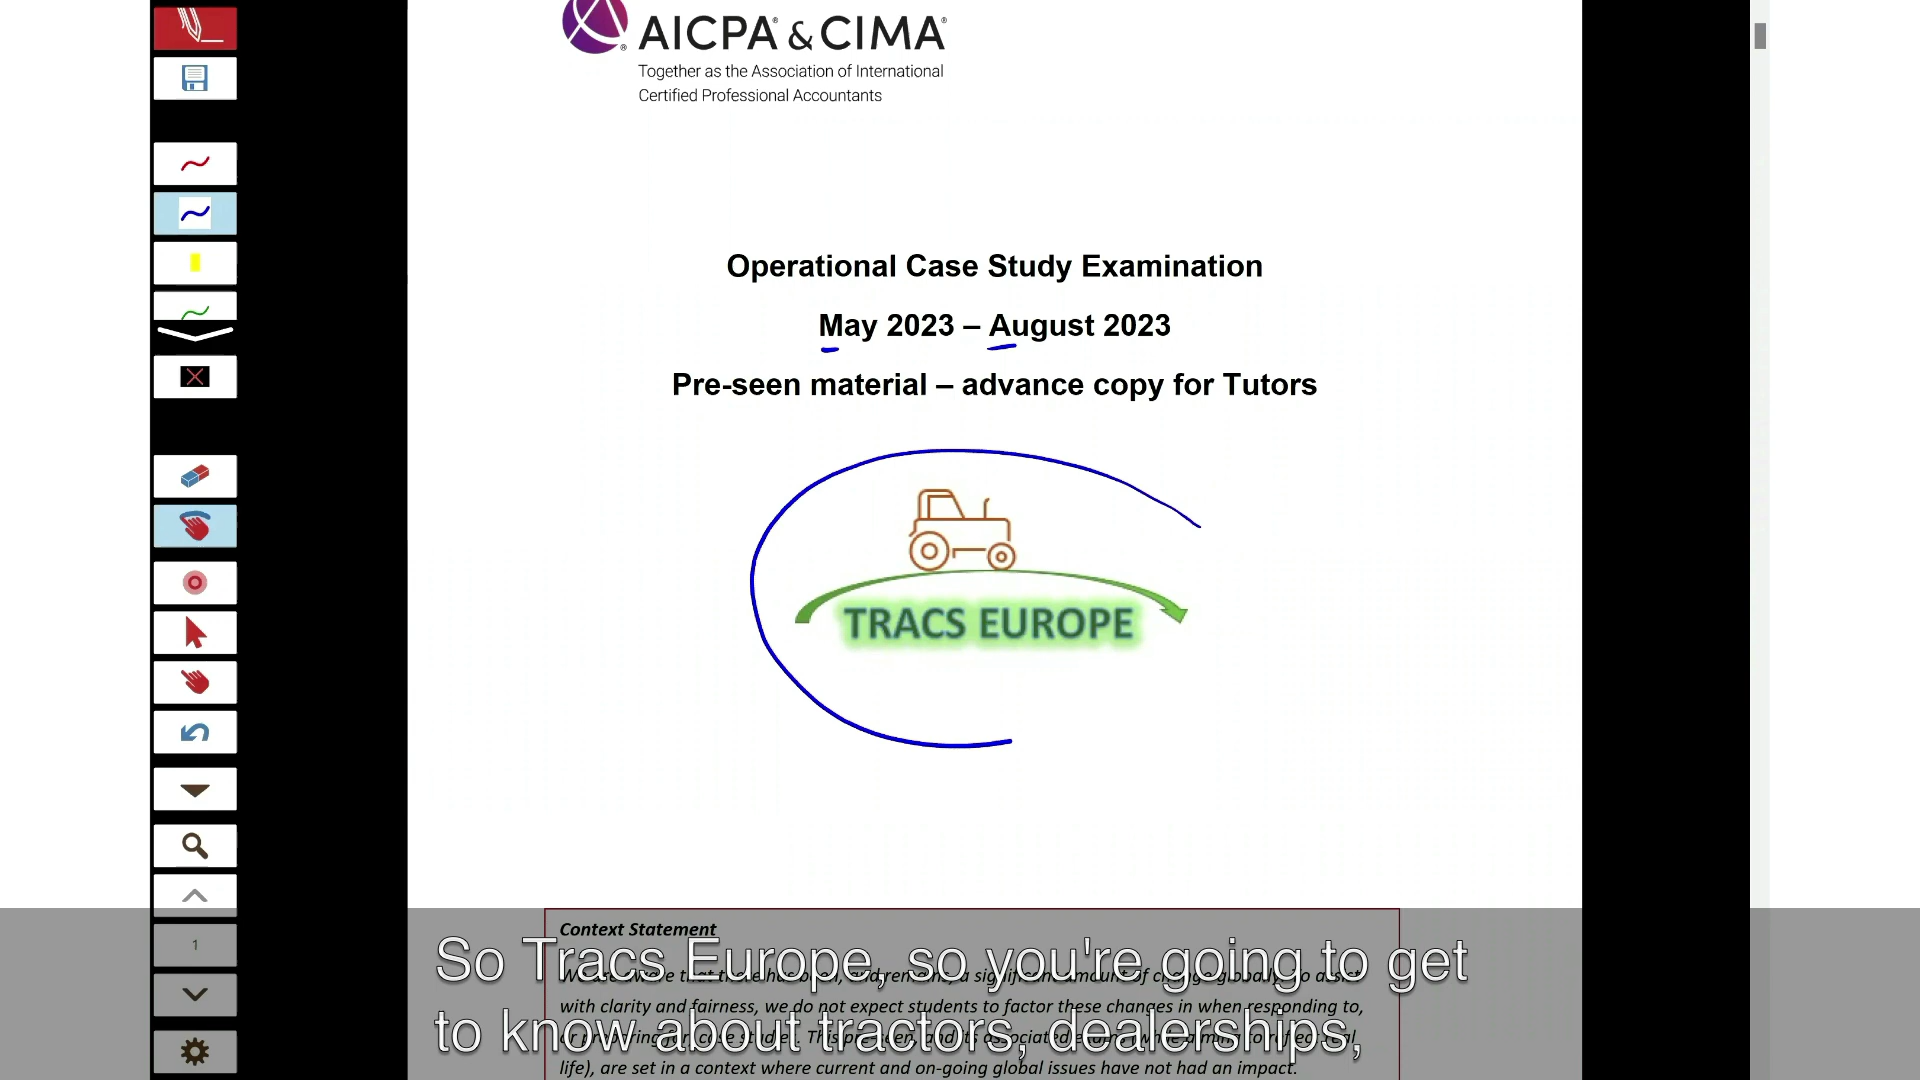 AICPA® & CIMA®
Together as the Association of International
Certified Professional Accountants
Operational Case Study Examination
May 2023 – August 2023
Pre-seen material – advance copy for Tutors
TRACS EUROPE
1
Context Statement
So Tracs Europe, so you're going to get
with clarity and fairness, we do not expect students to factor these changes in when responding to,
to know about tractors, dealerships,
life), are set in a context where current and on-going global issues have not had an impact.